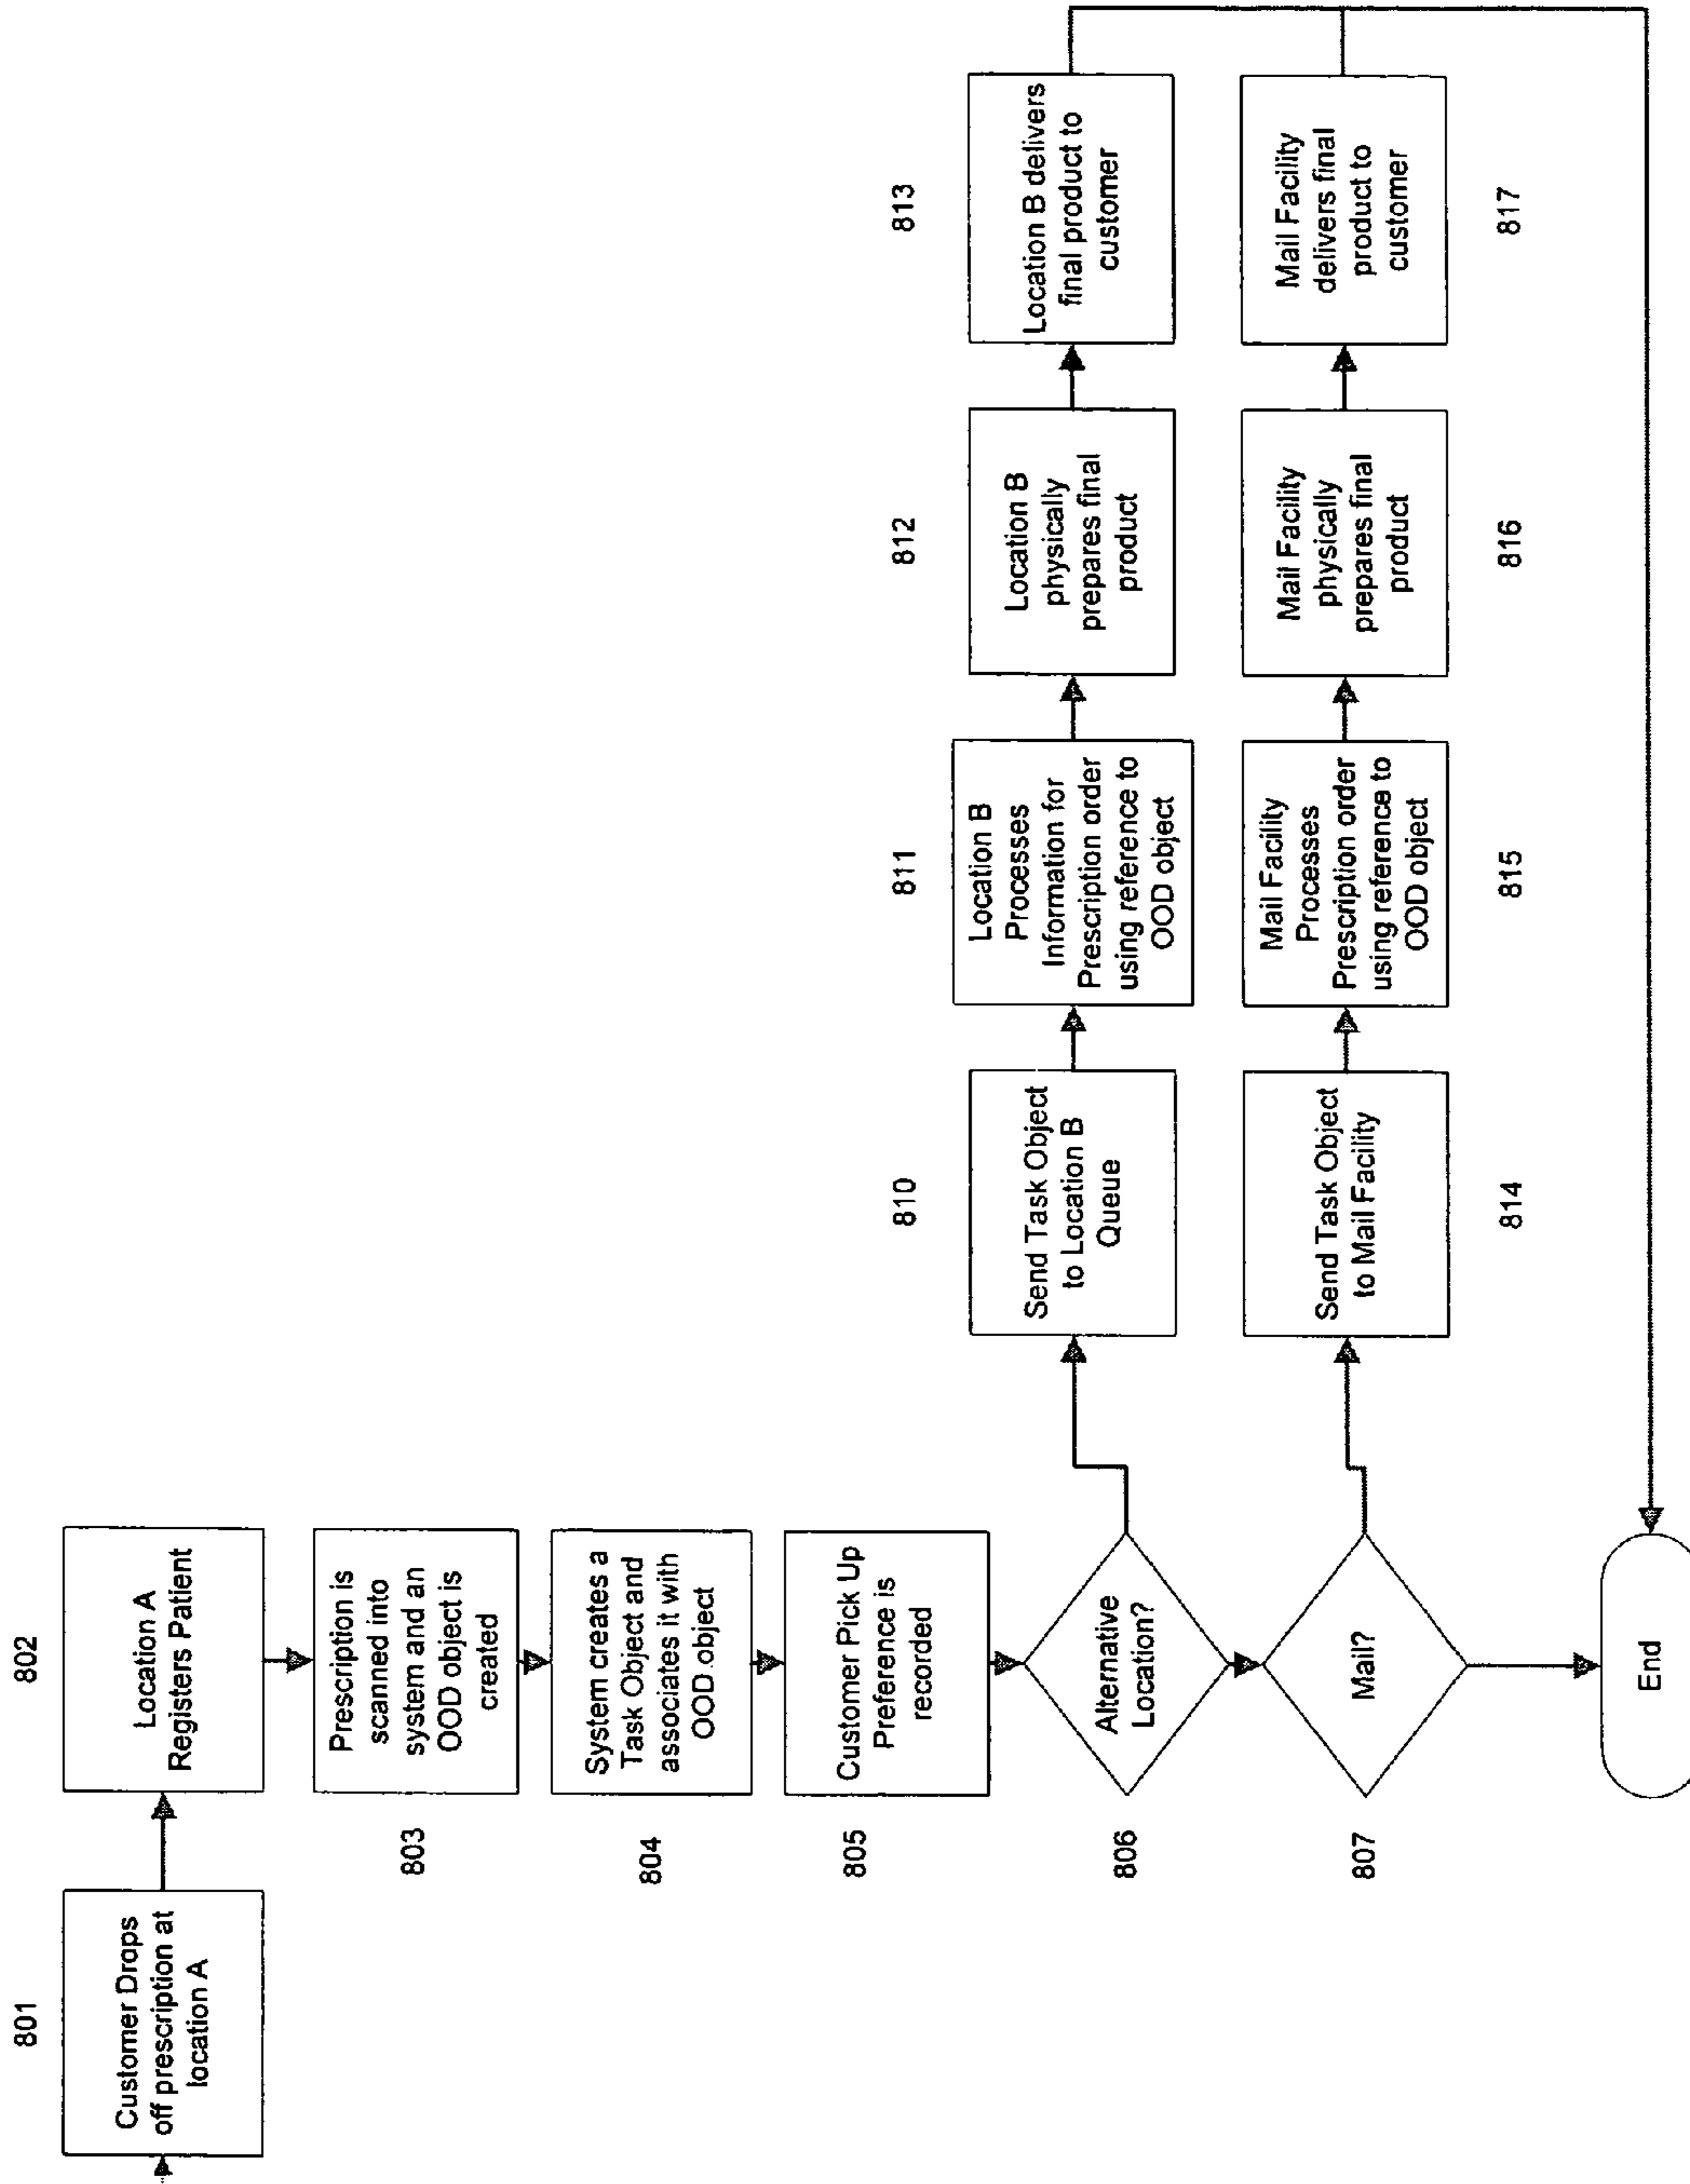 801
Customer Drops
off prescription at
location A
802
Location A
Registers Patient
803
Prescription is
scanned into
system and an
OOD object is
created
804
System creates a
Task Object and
associates it with
OOD object
805
Customer Pick Up
Preference is
recorded
806
Alternative
Location?
807
Mail?
End
810
Send Task Object
to Location B
Queue
811
Location B
Processes
Information for
Prescription order
using reference to
OOD object
812
Location B
physically
prepares final
product
813
Location B delivers
final product to
customer
Send Task Object
to Mail Facility
814
Mail Facility
Processes
Prescription order
using reference to
OOD object
815
Mail Facility
physically
prepares final
product
816
Mail Facility
delivers final
product to
customer
817